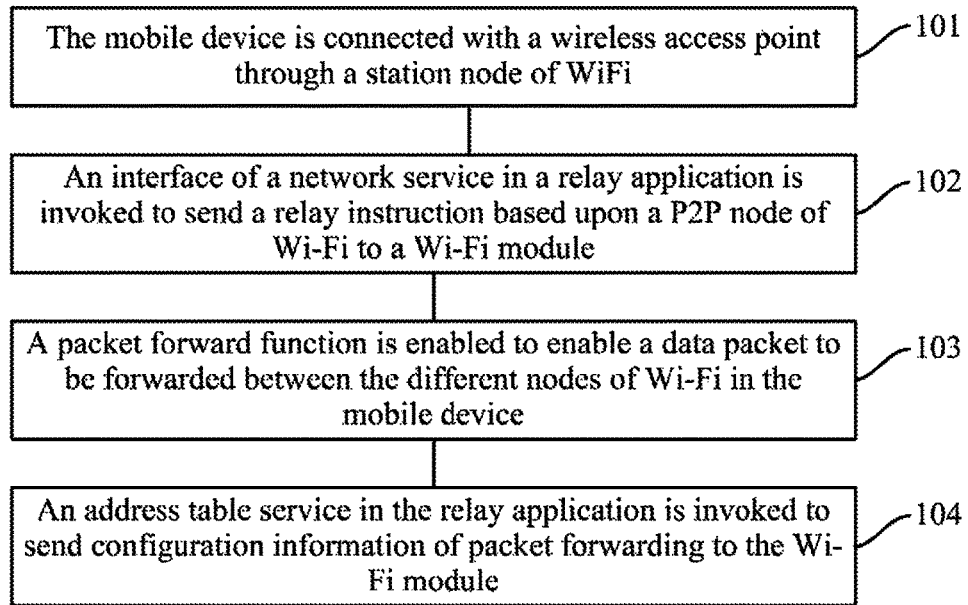 The mobile device is connected with a wireless access point
through a station node of WiFi
101
An interface of a network service in a relay application is
invoked to send a relay instruction based upon a P2P node of
Wi-Fi to a Wi-Fi module
102
A packet forward function is enabled to enable a data packet to
be forwarded between the different nodes of Wi-Fi in the
mobile device
103
An address table service in the relay application is invoked to
send configuration information of packet forwarding to the Wi-
Fi module
104